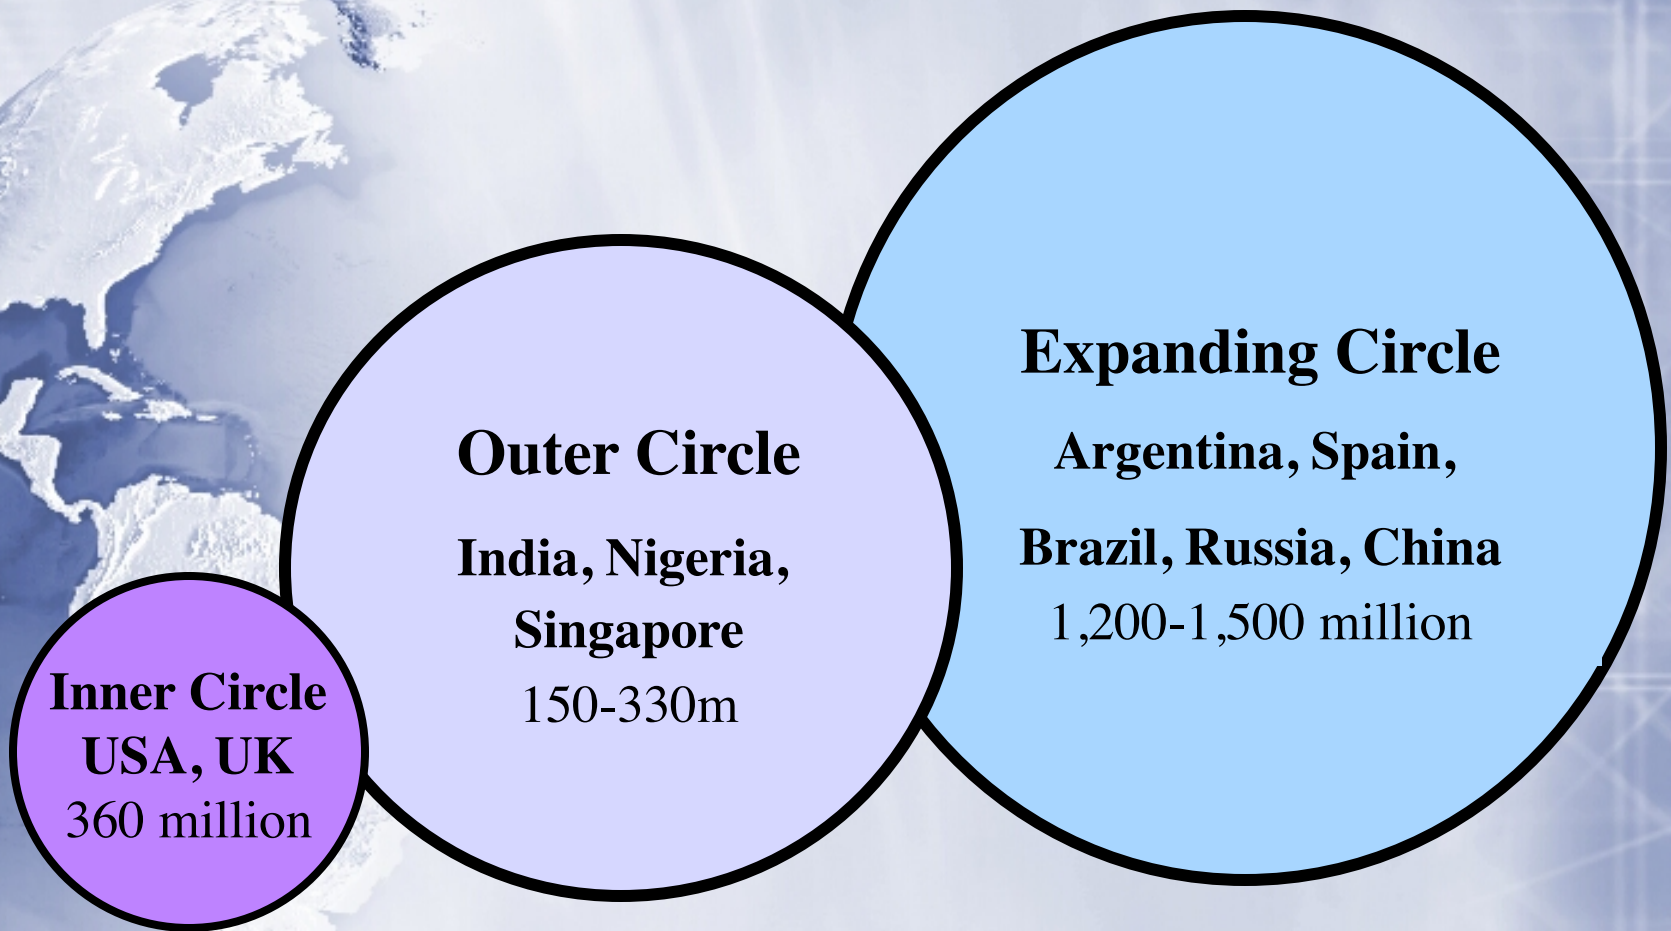 Inner Circle
USA, UK
360 million
Outer Circle
India, Nigeria,
Singapore
150-330m
Expanding Circle
Argentina, Spain,
Brazil, Russia, China
1,200-1,500 million